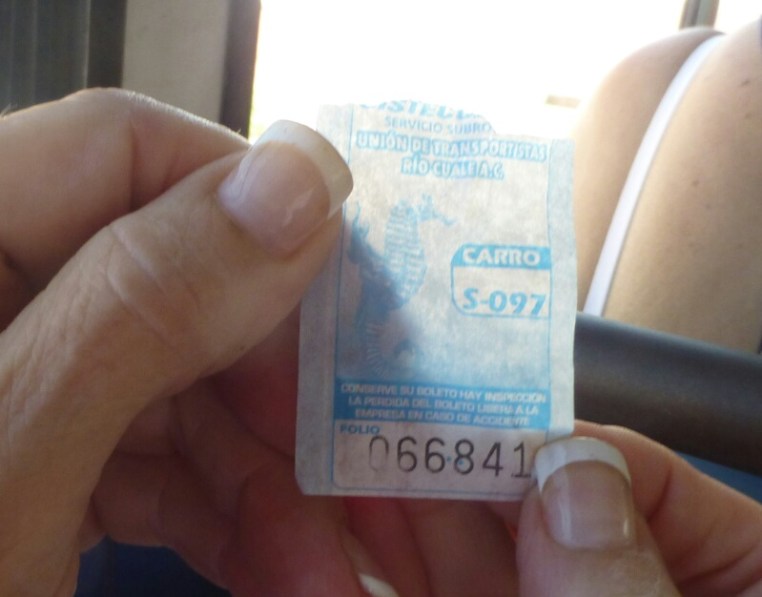 SERVICIO SUBRO
UNIÓN DE TRANSPORTISTAS
RÍO CUALE A.C.
CARRO
S-097
CONSERVE SU BOLETO HAY INSPECCIÓN
LA PERDIDA DEL BOLETO LIBERA A LA
EMPRESA EN CASO DE ACCIDENTE
FOLIO
066841